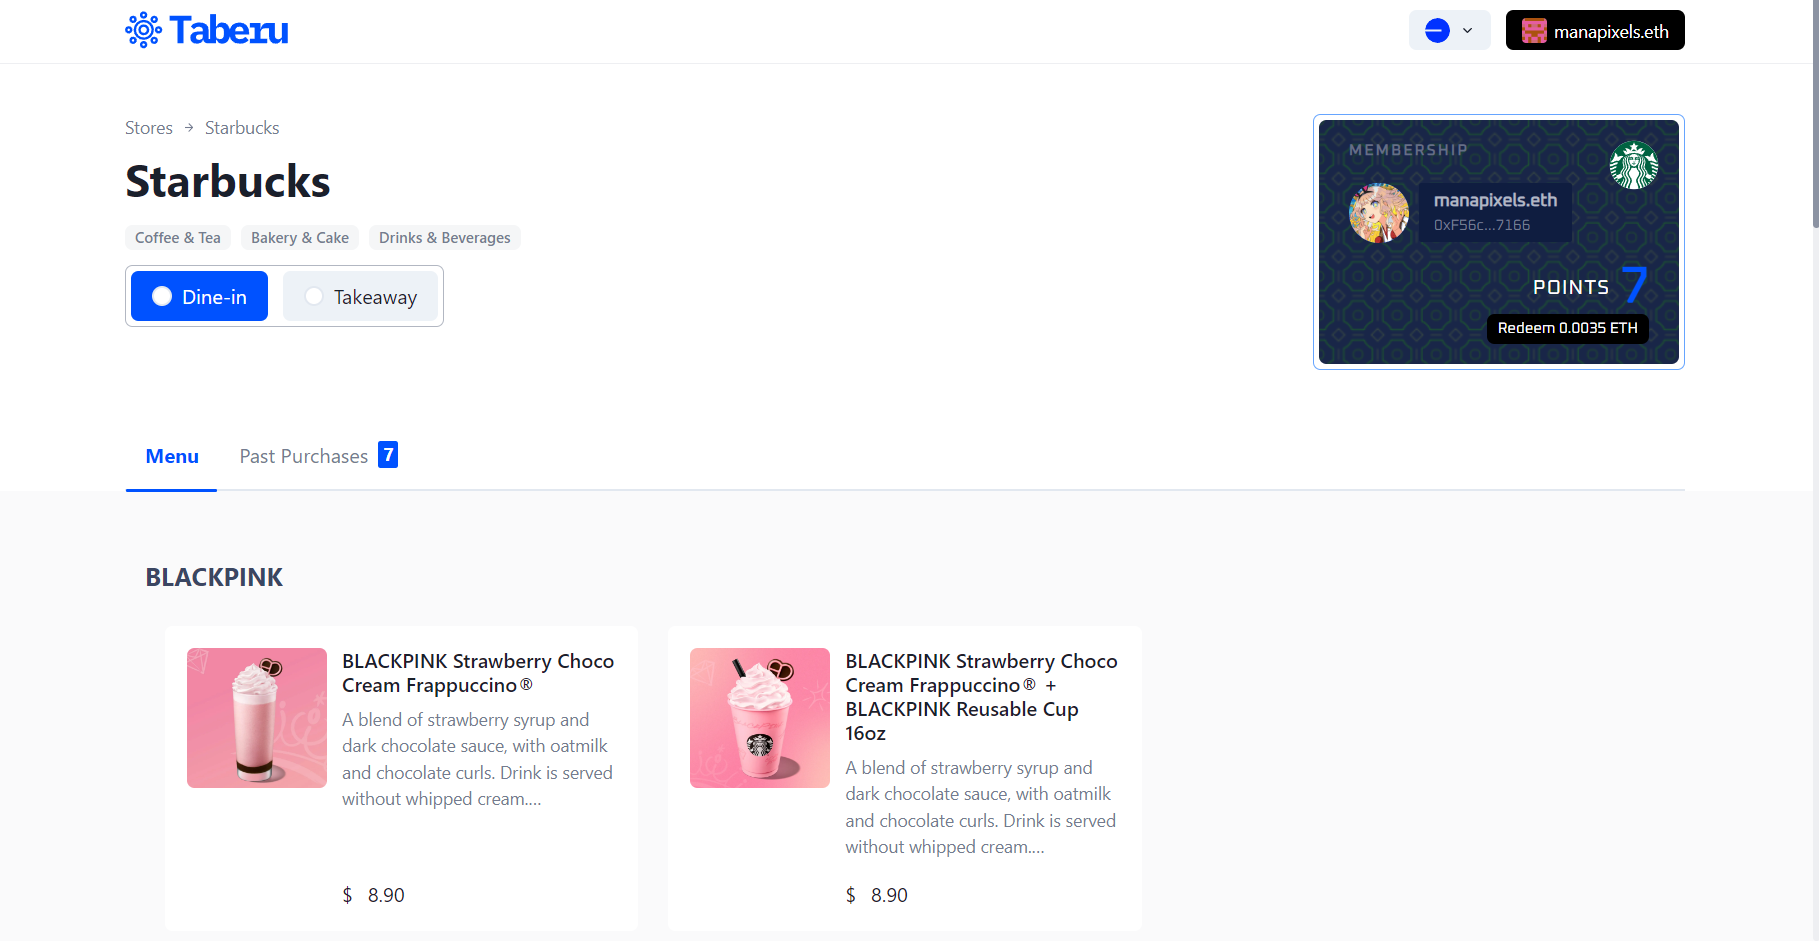 Taberu
manapixels.eth
Stores → Starbucks
Starbucks
Coffee & Tea
Bakery & Cake
Drinks & Beverages
Dine-in
Takeaway
MEMBERSHIP
manapixels.eth
0xF56c...7166
POINTS 7
Redeem 0.0035 ETH
Menu
Past Purchases 7
BLACKPINK
BLACKPINK Strawberry Choco
Cream Frappuccino®
A blend of strawberry syrup and
dark chocolate sauce, with oatmilk
and chocolate curls. Drink is served
without whipped cream....
$ 8.90
BLACKPINK Strawberry Choco
Cream Frappuccino® +
BLACKPINK Reusable Cup
16oz
A blend of strawberry syrup and
dark chocolate sauce, with oatmilk
and chocolate curls. Drink is served
without whipped cream....
$ 8.90